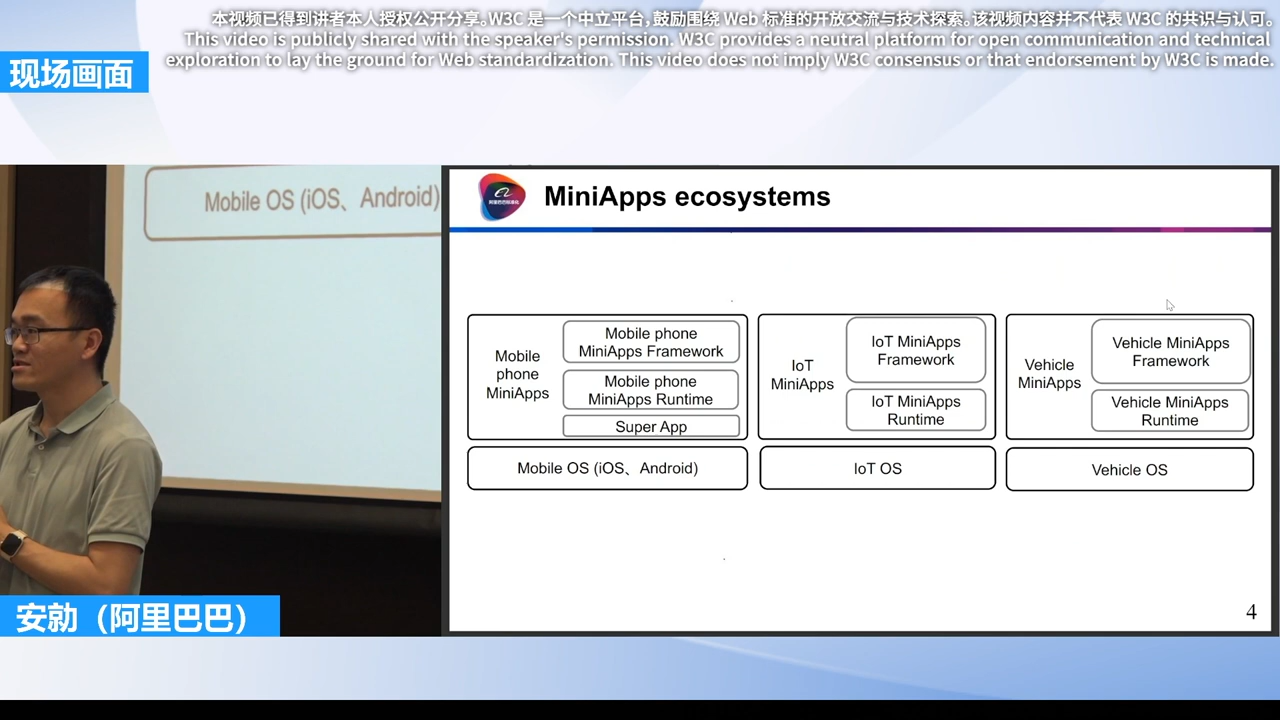 本视频已得到讲者本人授权公开分享。W3C 是一个中立平台，鼓励围绕 Web 标准的开放交流与技术探索。该视频内容并不代表 W3C 的共识与认可。
This video is publicly shared with the speaker's permission. W3C provides a neutral platform for open communication and technical
exploration to lay the ground for Web standardization. This video does not imply W3C consensus or that endorsement by W3C is made.
现场画面
Mobile OS (iOS、Android)
安勍（阿里巴巴）
阿里巴巴标准化
MiniApps ecosystems
Mobile
phone
MiniApps
Mobile phone
MiniApps Framework
Mobile phone
MiniApps Runtime
Super App
Mobile OS (iOS、Android)
IoT
MiniApps
IoT MiniApps
Framework
IoT MiniApps
Runtime
IoT OS
Vehicle
MiniApps
Vehicle MiniApps
Framework
Vehicle MiniApps
Runtime
Vehicle OS
4